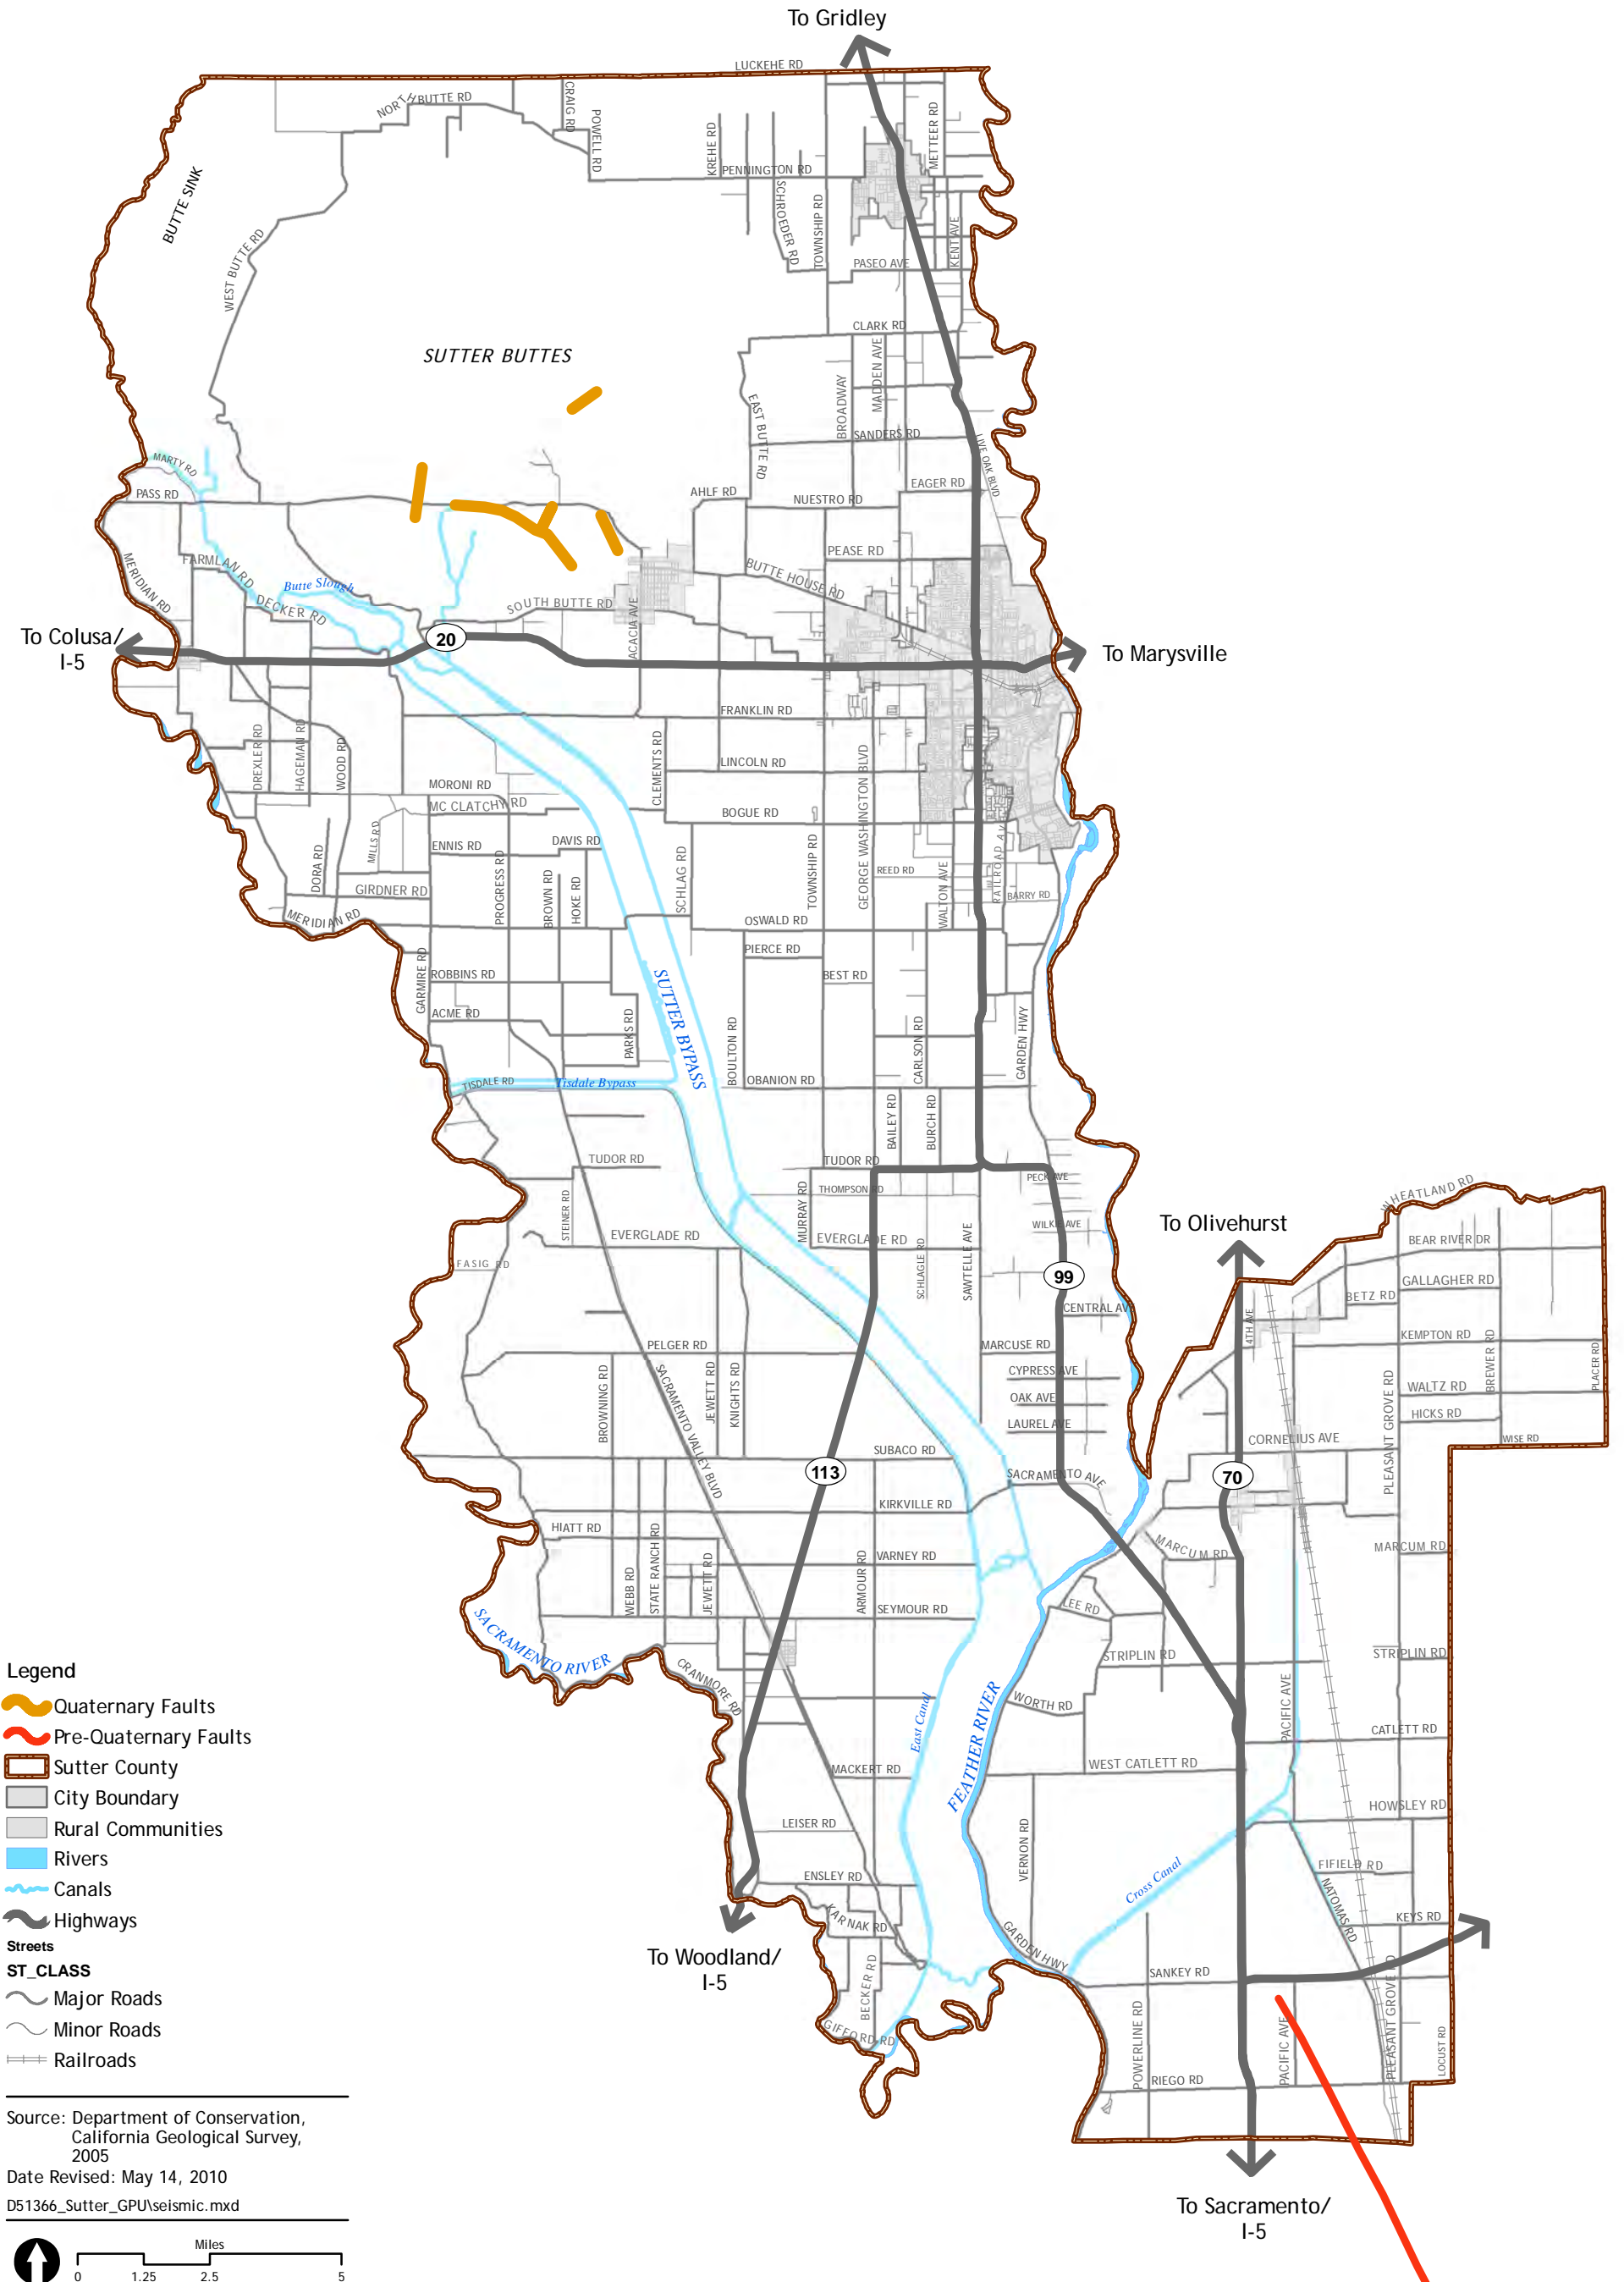 To Gridley
LUCKEHE RD
NORTH BUTTE RD
CRAIG RD
POWELL RD
KREHE RD
METTEER RD
PENNINGTON RD
SCHROEDER RD
TOWNSHIP RD
KENT AVE
BUTTE SINK
WEST BUTTE RD
PASEO AVE
CLARK RD
SUTTER BUTTES
MADDEN AVE
BROADWAY
EAST BUTTE RD
SANDERS RD
LIVE OAK BLVD
MARTY RD
PASS RD
AHLF RD
NUESTRO RD
EAGER RD
PEASE RD
BUTTE HOUSE RD
MERIDIAN RD
FARMLAN RD
Butte Slough
DECKER RD
SOUTH BUTTE RD
ACACIA AVE
To Colusa/
I-5
20
To Marysville
FRANKLIN RD
DREXLER RD
HAGEMAN RD
WOOD RD
CLEMENTS RD
LINCOLN RD
GEORGE WASHINGTON BLVD
MORONI RD
MC CLATCHY RD
BOGUE RD
MILLS RD
ENNIS RD
DAVIS RD
DORA RD
PROGRESS RD
SCHLAG RD
TOWNSHIP RD
REED RD
WALTON AVE
RAILROAD AVE
BARRY RD
GIRDNER RD
BROWN RD
HOKE RD
MERIDIAN RD
OSWALD RD
PIERCE RD
GARMIRE RD
ROBBINS RD
BEST RD
SUTTER BYPASS
ACME RD
PARKS RD
BOULTON RD
CARLSON RD
GARDEN HWY
TISDALE RD
Tisdale Bypass
OBANION RD
BAILEY RD
BURCH RD
TUDOR RD
TUDOR RD
PECK AVE
THOMPSON RD
STEINER RD
MURRAY RD
WHEATLAND RD
EVERGLADE RD
EVERGLADE RD
WILKIE AVE
To Olivehurst
FASIG RD
SCHLAGLE RD
SAWTELLE AVE
99
BEAR RIVER DR
GALLAGHER RD
BETZ RD
CENTRAL AVE
4TH AVE
PELGER RD
MARCUSE RD
KEMPTON RD
BREWER RD
PLACER RD
SACRAMENTO VALLEY BLVD
JEWETT RD
KNIGHTS RD
BROWNING RD
CYPRESS AVE
OAK AVE
LAUREL AVE
PLEASANT GROVE RD
WALTZ RD
HICKS RD
CORNELIUS AVE
WISE RD
SUBACO RD
113
SACRAMENTO AVE
70
KIRKVILLE RD
HIATT RD
STATE RANCH RD
WEBB RD
JEWETT RD
ARMOUR RD
VARNEY RD
MARCUM RD
MARCUM RD
SEYMOUR RD
LEE RD
SACRAMENTO RIVER
CRANMORE RD
STRIPLIN RD
STRIPLIN RD
East Canal
FEATHER RIVER
WORTH RD
PACIFIC AVE
CATLETT RD
MACKERT RD
WEST CATLETT RD
HOWSLEY RD
LEISER RD
VERNON RD
Cross Canal
FIFIELD RD
ENSLEY RD
NATOMAS RD
KARNAK RD
KEYS RD
GARDEN HWY
To Woodland/
I-5
SANKEY RD
BECKER RD
GIFFORD RD
POWERLINE RD
PACIFIC AVE
PLEASANT GROVE RD
LOCUST RD
RIEGO RD
To Sacramento/
I-5
Legend
Quaternary Faults
Pre-Quaternary Faults
Sutter County
City Boundary
Rural Communities
Rivers
Canals
Highways
Streets
ST_CLASS
Major Roads
Minor Roads
Railroads
Source: Department of Conservation,
California Geological Survey,
2005
Date Revised: May 14, 2010
D51366_Sutter_GPU\seismic.mxd
Miles
0 1.25 2.5 5